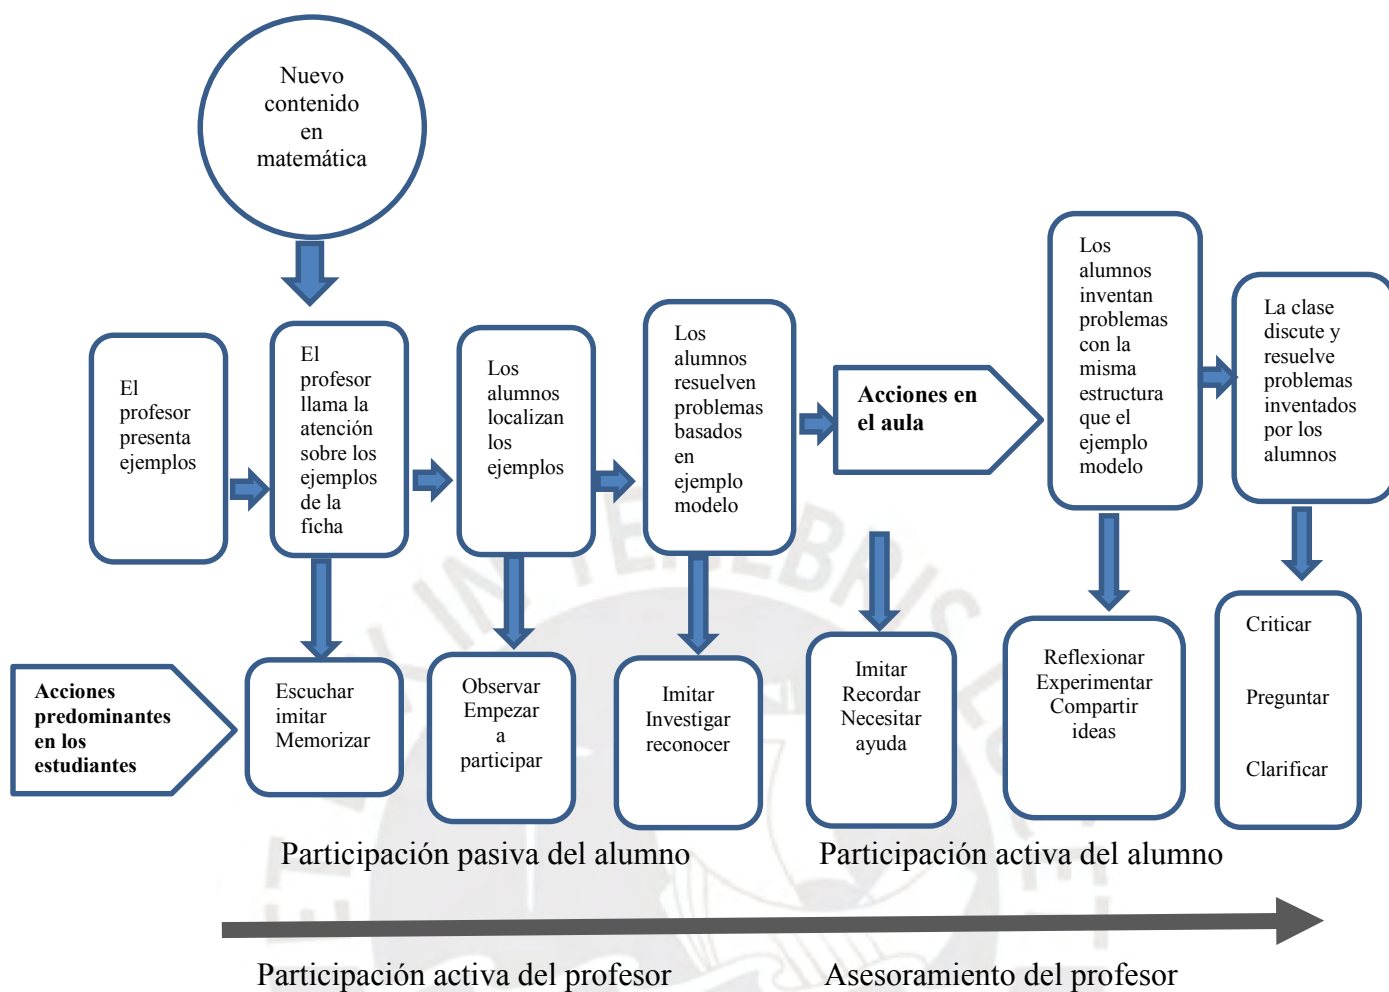 Nuevo
contenido
en
matemática
El
profesor
presenta
ejemplos
El
profesor
llama la
atención
sobre los
ejemplos
de la
ficha
Los
alumnos
localizan
los
ejemplos
Los
alumnos
resuelven
problemas
basados
en
ejemplo
modelo
Acciones en
el aula
Los
alumnos
inventan
problemas
con la
misma
estructura
que el
ejemplo
modelo
La clase
discute y
resuelve
problemas
inventados
por los
alumnos
Acciones
predominantes
en los
estudiantes
Escuchar
imitar
Memorizar
Observar
Empezar
a
participar
Imitar
Investigar
reconocer
Imitar
Recordar
Necesitar
ayuda
Reflexionar
Experimentar
Compartir
ideas
Criticar
Preguntar
Clarificar
Participación pasiva del alumno
Participación activa del alumno
Participación activa del profesor
Asesoramiento del profesor